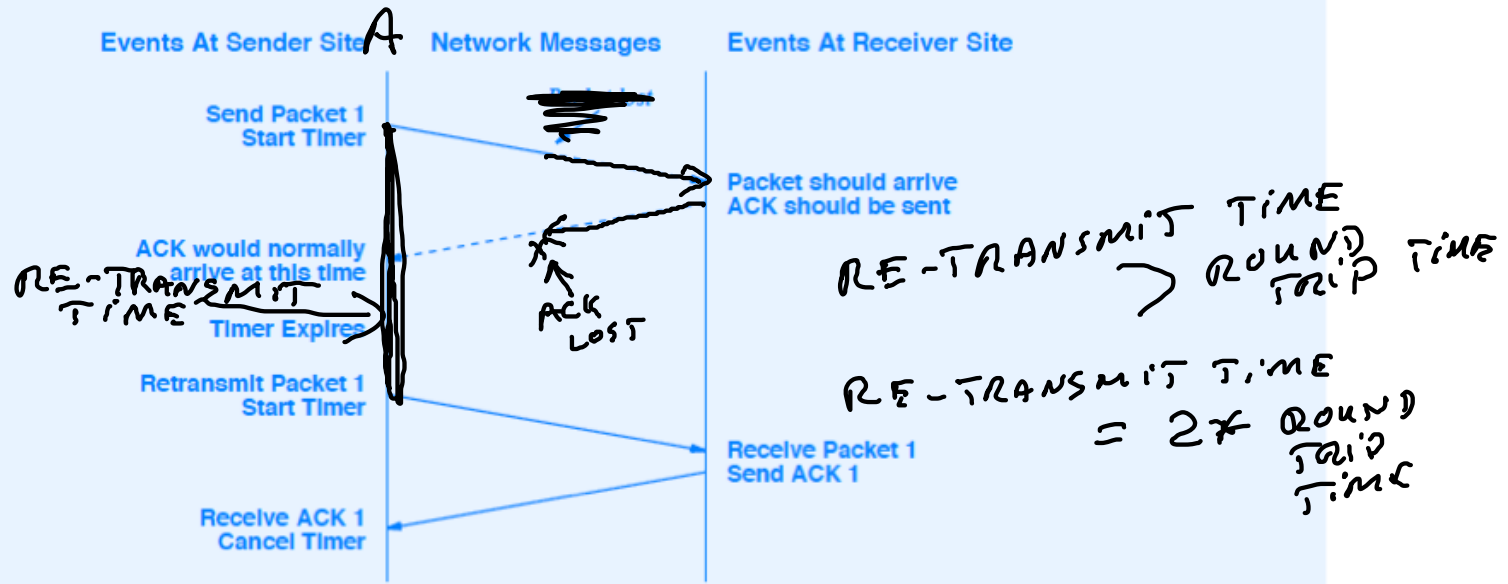 Events At Sender Site A
Network Messages
Events At Receiver Site
Send Packet 1
Start Timer
lost
Packet should arrive
ACK should be sent
ACK would normally
arrive at this time
RE-TRANSMIT
TIME
Timer Expires
ACK
LOST
RE-TRANSMIT TIME
> ROUND
TRIP TIME
Retransmit Packet 1
Start Timer
RE-TRANSMIT TIME
= 2* ROUND
TRIP
TIME
Receive Packet 1
Send ACK 1
Receive ACK 1
Cancel Timer